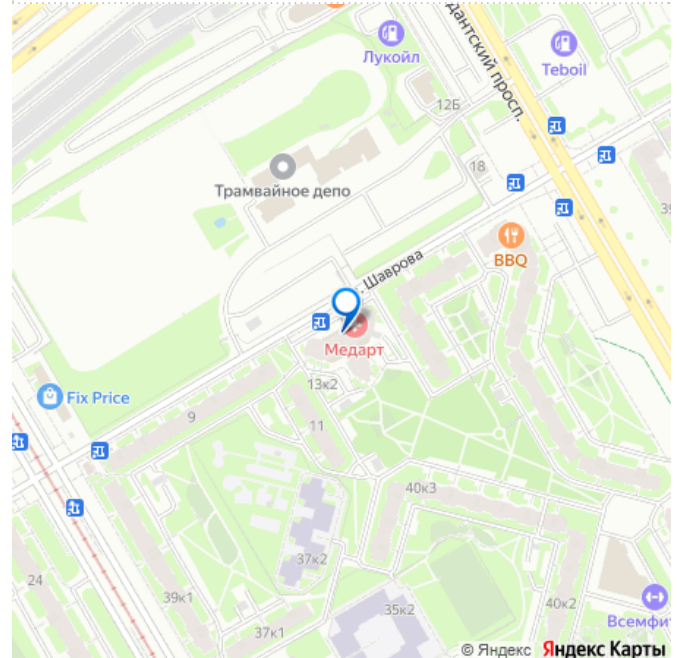 Лукойл
Teboil
дантский просп.
12Б
Трамвайное депо
18
39
BBQ
. Шаврова
Медарт
13к2
Fix Price
9
11
40к3
37к2
24
39к1
35к2
40к2
Всемфит
37к1
© Яндекс Яндекс Карты